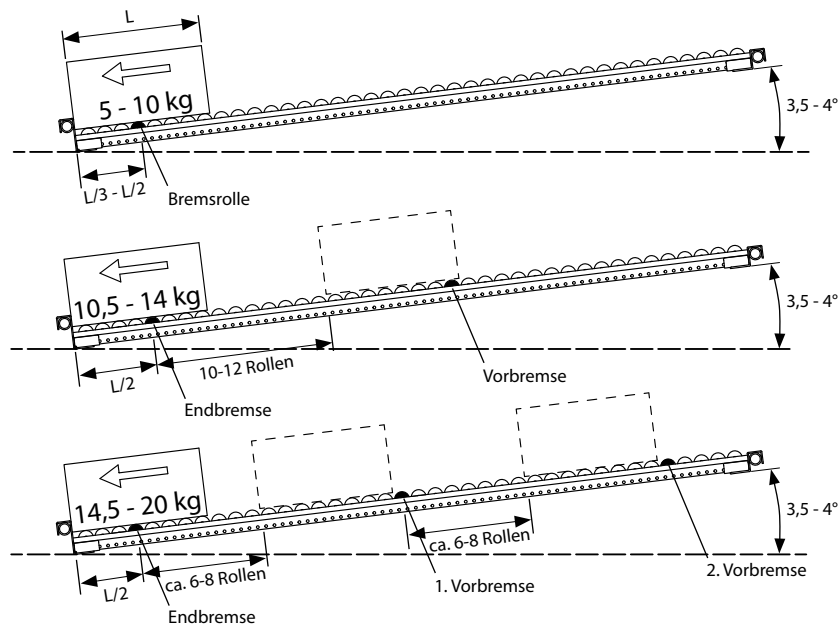 L
5 - 10 kg
3,5 - 4°
L/3 - L/2
Bremsrolle
10,5 - 14 kg
3,5 - 4°
L/2
10-12 Rollen
Endbremse
Vorbremse
14,5 - 20 kg
3,5 - 4°
L/2
ca. 6-8 Rollen
ca. 6-8 Rollen
Endbremse
1. Vorbremse
2. Vorbremse